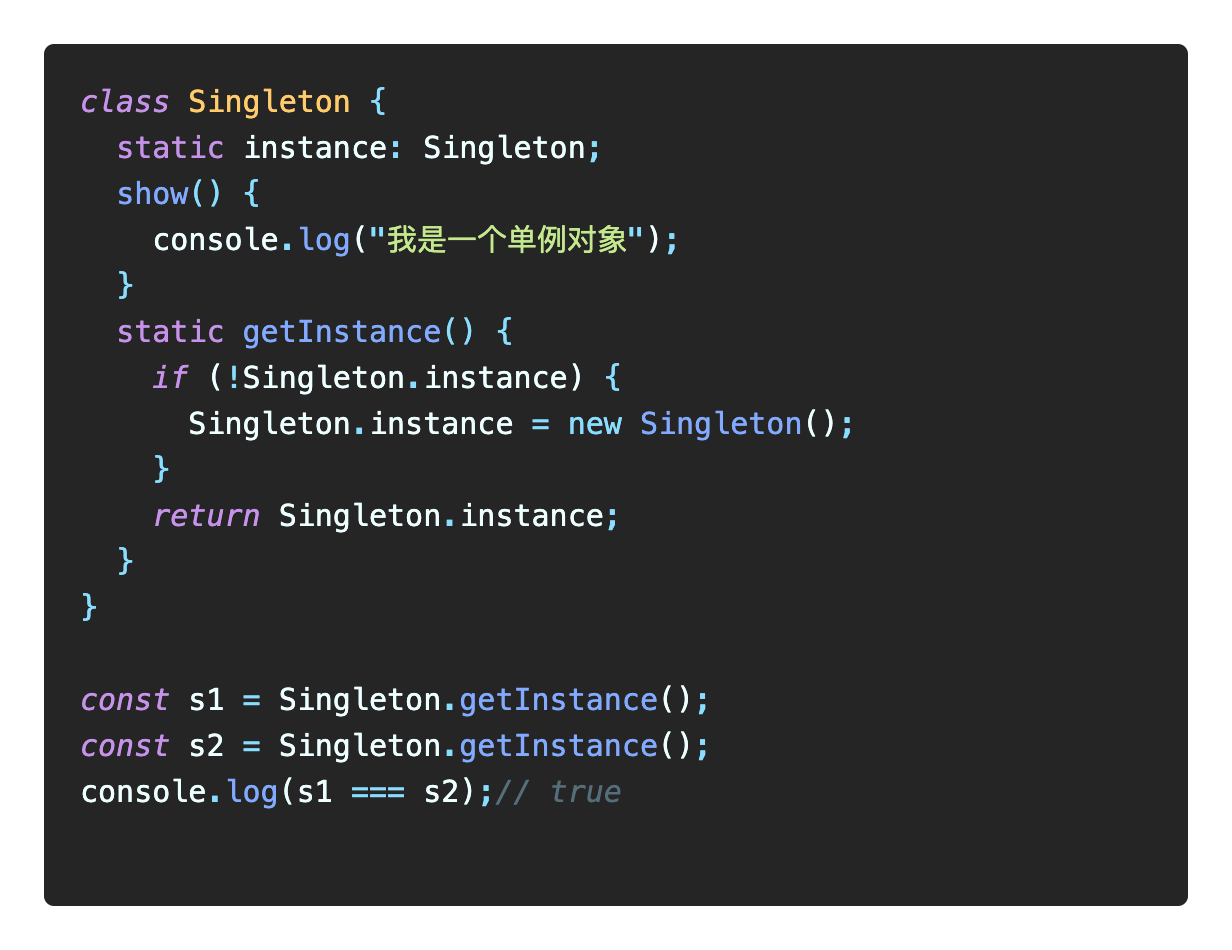 class Singleton {
  static instance: Singleton;
  show() {
    console.log("我是一个单例对象");
  }
  static getInstance() {
    if (!Singleton.instance) {
      Singleton.instance = new Singleton();
    }
    return Singleton.instance;
  }
}

const s1 = Singleton.getInstance();
const s2 = Singleton.getInstance();
console.log(s1 === s2);// true